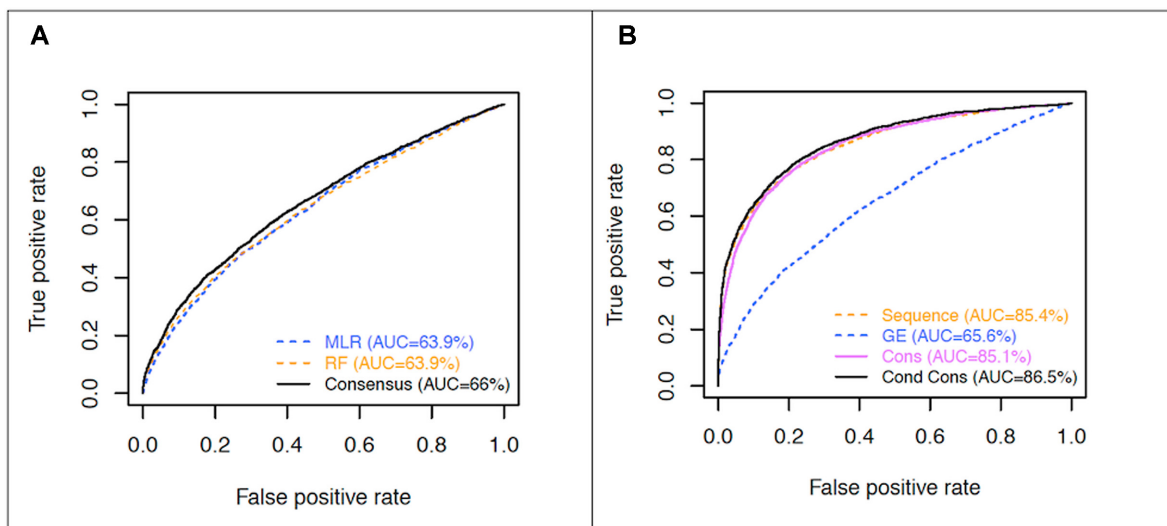 A
True positive rate
1.0
0.8
0.6
0.4
0.2
0.0
MLR (AUC=63.9%)
RF (AUC=63.9%)
Consensus (AUC=66%)
0.0 0.2 0.4 0.6 0.8 1.0
False positive rate
B
True positive rate
1.0
0.8
0.6
0.4
0.2
0.0
Sequence (AUC=85.4%)
GE (AUC=65.6%)
Cons (AUC=85.1%)
Cond Cons (AUC=86.5%)
0.0 0.2 0.4 0.6 0.8 1.0
False positive rate